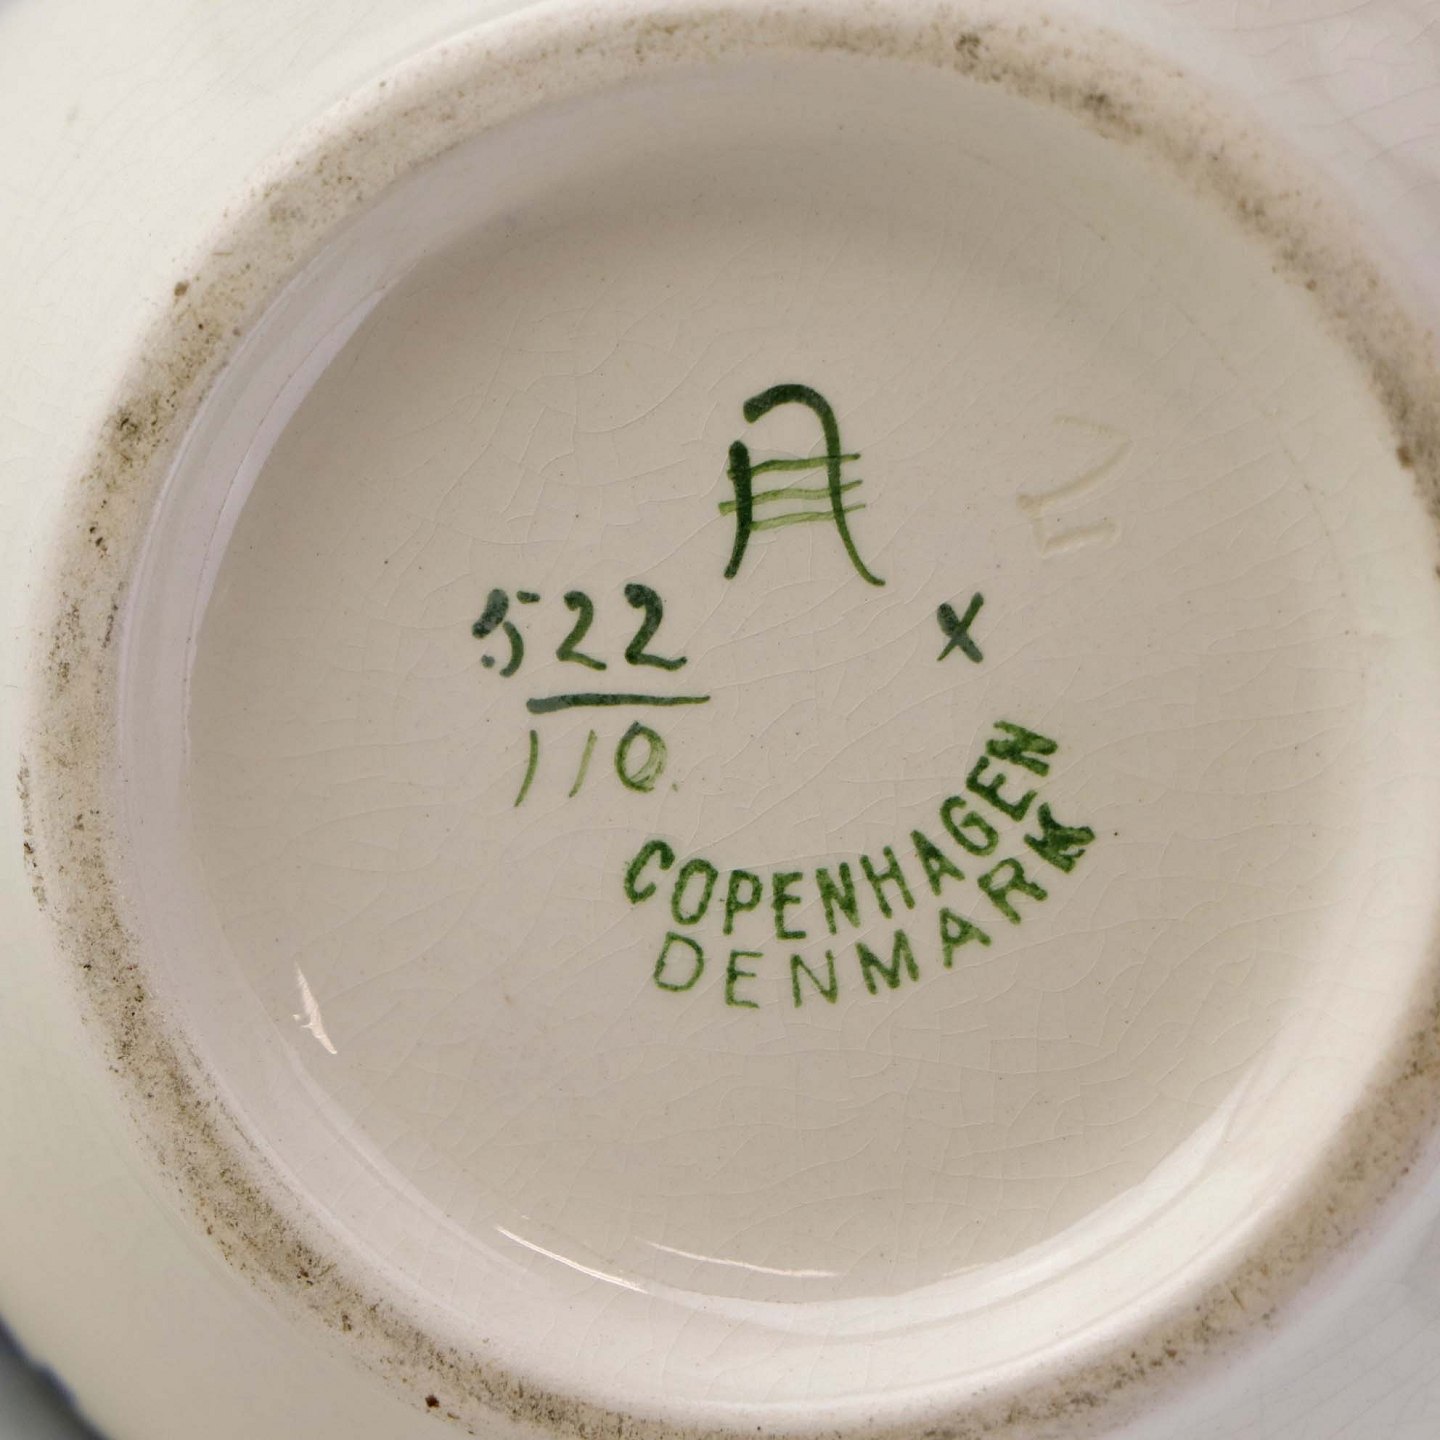 A
522
110.
x
COPENHAGEN
DENMARK